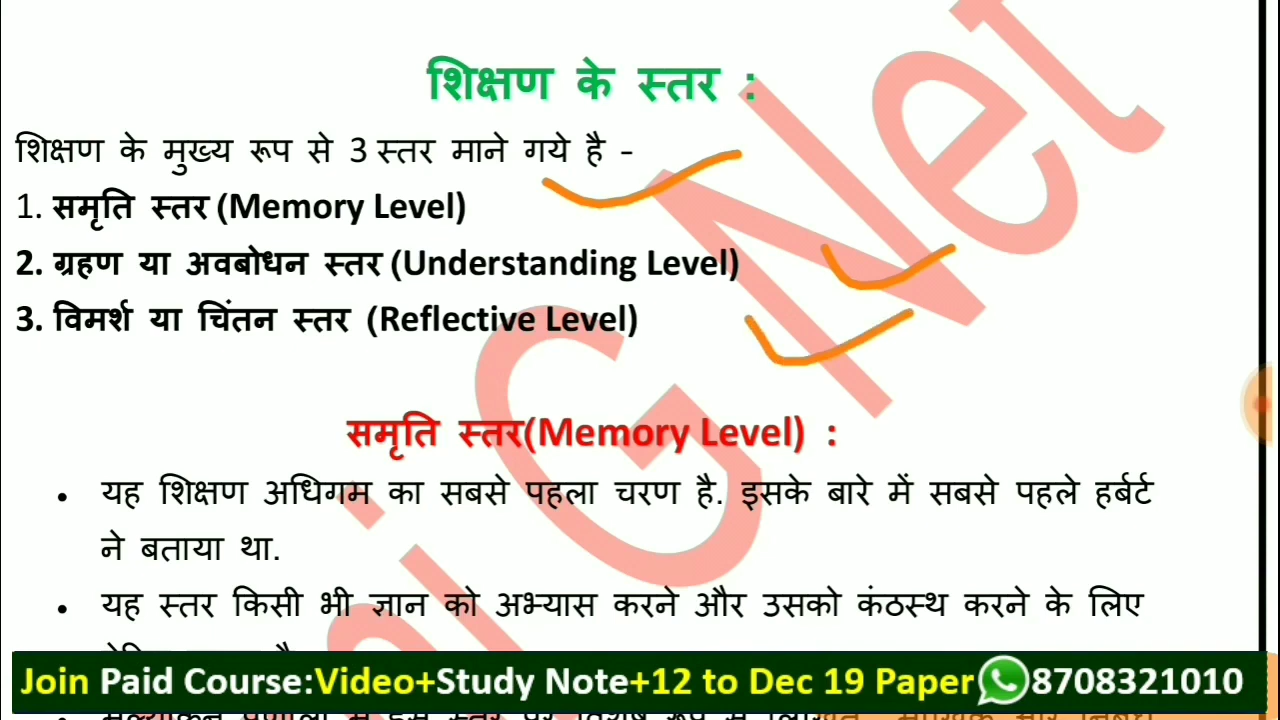 शिक्षण के स्तर :
शिक्षण के मुख्य रूप से 3 स्तर माने गये है -
1. समृति स्तर (Memory Level)
2. ग्रहण या अवबोधन स्तर (Understanding Level)
3. विमर्श या चिंतन स्तर (Reflective Level)
समृति स्तर(Memory Level) :
• यह शिक्षण अधिगम का सबसे पहला चरण है. इसके बारे में सबसे पहले हर्बर्ट
ने बताया था.
• यह स्तर किसी भी ज्ञान को अभ्यास करने और उसको कंठस्थ करने के लिए
Join Paid Course:Video+Study Note+12 to Dec 19 Paper 8708321010
G Net